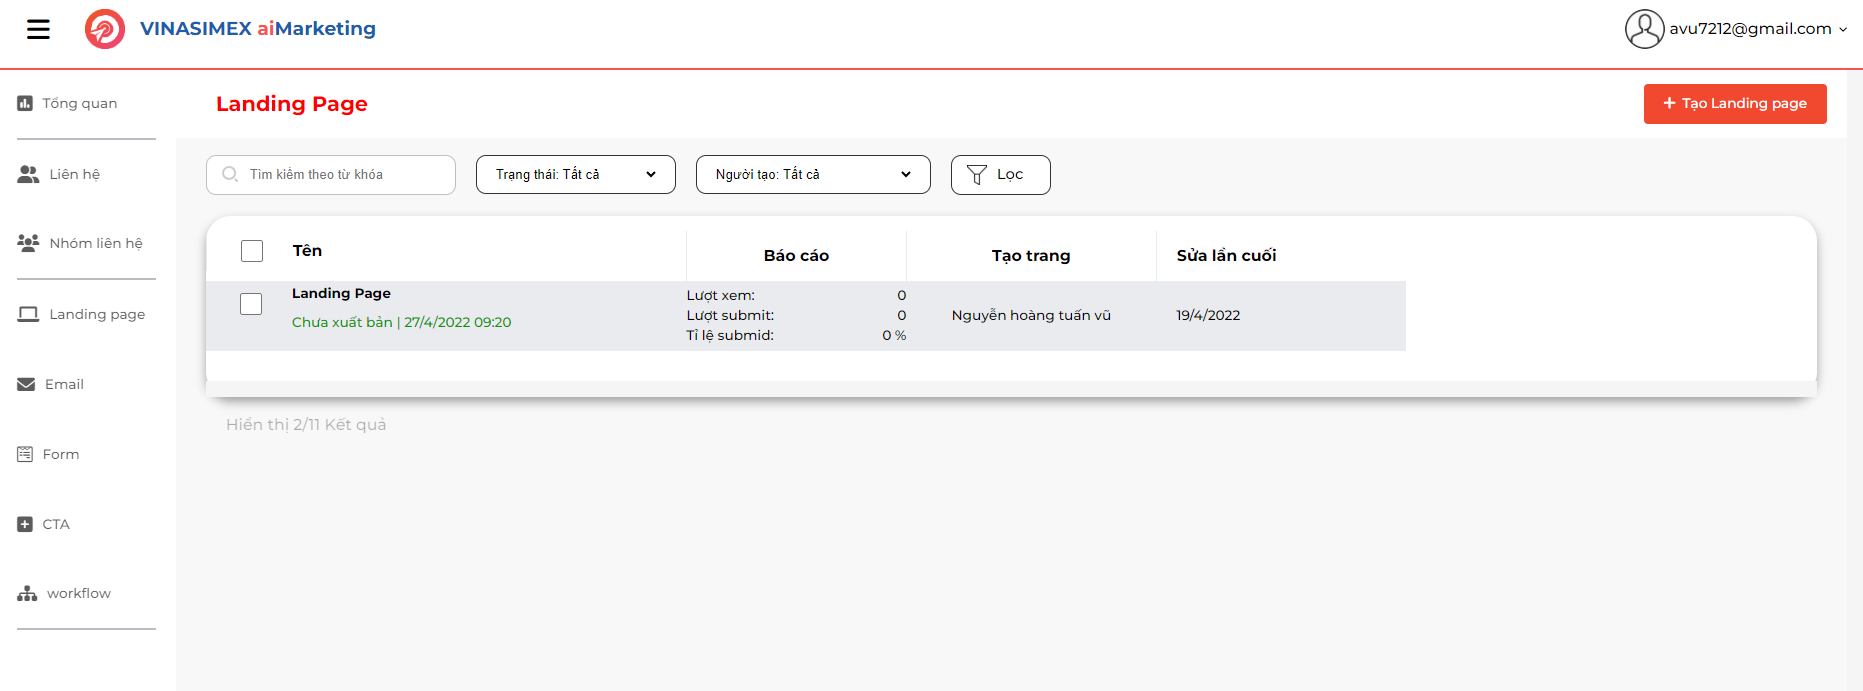 VINASIMEX aiMarketing
avu7212@gmail.com
Tổng quan
Liên hệ
Nhóm liên hệ
Landing page
Email
Form
CTA
workflow
Landing Page
+ Tạo Landing page
Tìm kiếm theo từ khóa
Trạng thái: Tất cả
Người tạo: Tất cả
Lọc
Tên
Báo cáo
Tạo trang
Sửa lần cuối
Landing Page
Chưa xuất bản | 27/4/2022 09:20
Lượt xem: 0
Lượt submit: 0
Tỉ lệ submid: 0 %
Nguyễn hoàng tuấn vũ
19/4/2022
Hiển thị 2/11 Kết quả